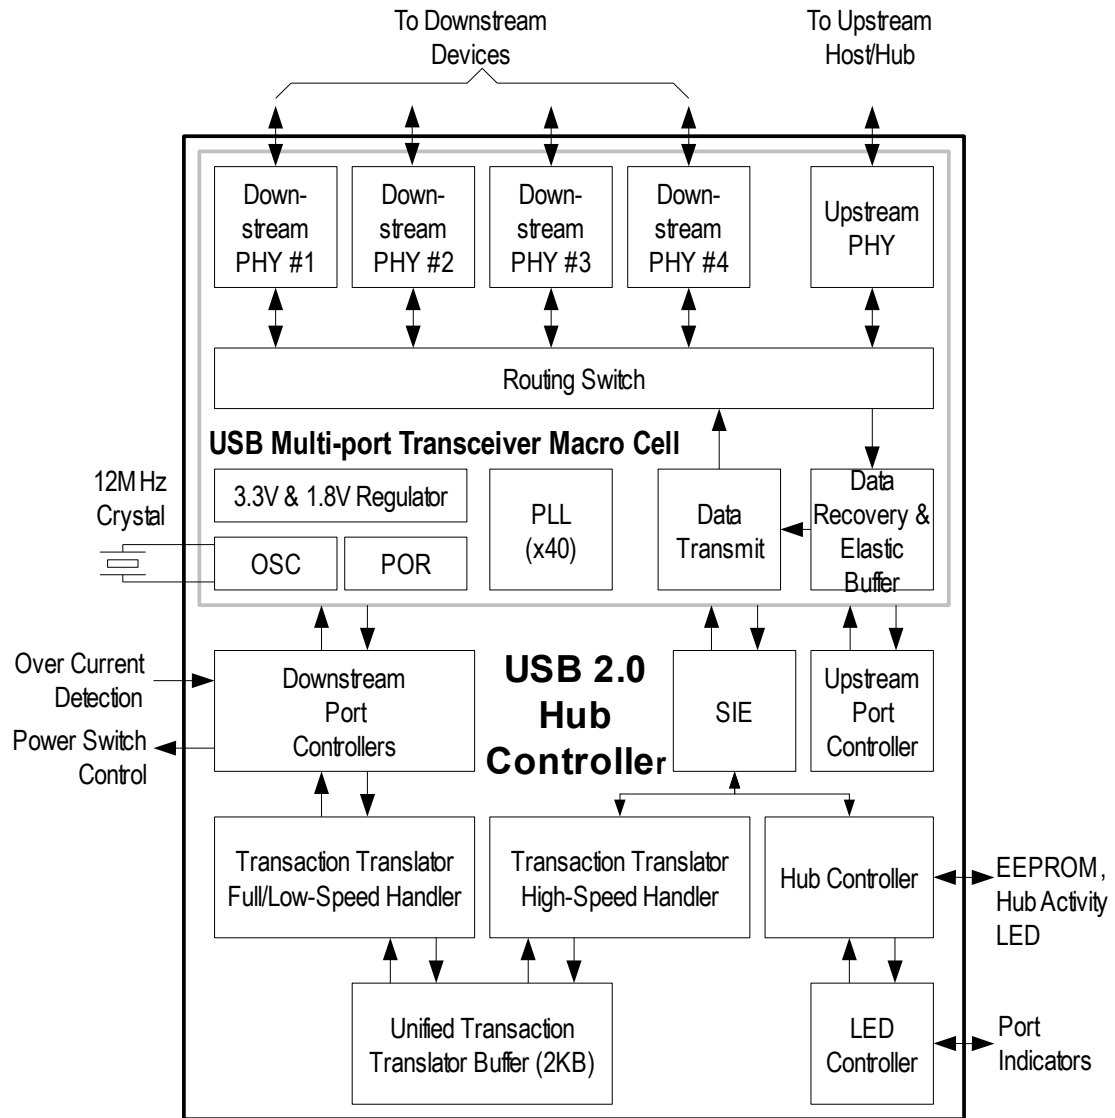 To Downstream
Devices
To Upstream
Host/Hub
Down-
stream
PHY #1
Down-
stream
PHY #2
Down-
stream
PHY #3
Down-
stream
PHY #4
Upstream
PHY
Routing Switch
USB Multi-port Transceiver Macro Cell
12MHz
Crystal
3.3V & 1.8V Regulator
OSC
POR
PLL
(x40)
Data
Transmit
Data
Recovery &
Elastic
Buffer
Over Current
Detection
Power Switch
Control
Downstream
Port
Controllers
USB 2.0
Hub
Controller
SIE
Upstream
Port
Controller
Transaction Translator
Full/Low-Speed Handler
Transaction Translator
High-Speed Handler
Hub Controller
EEPROM,
Hub Activity
LED
Unified Transaction
Translator Buffer (2KB)
LED
Controller
Port
Indicators